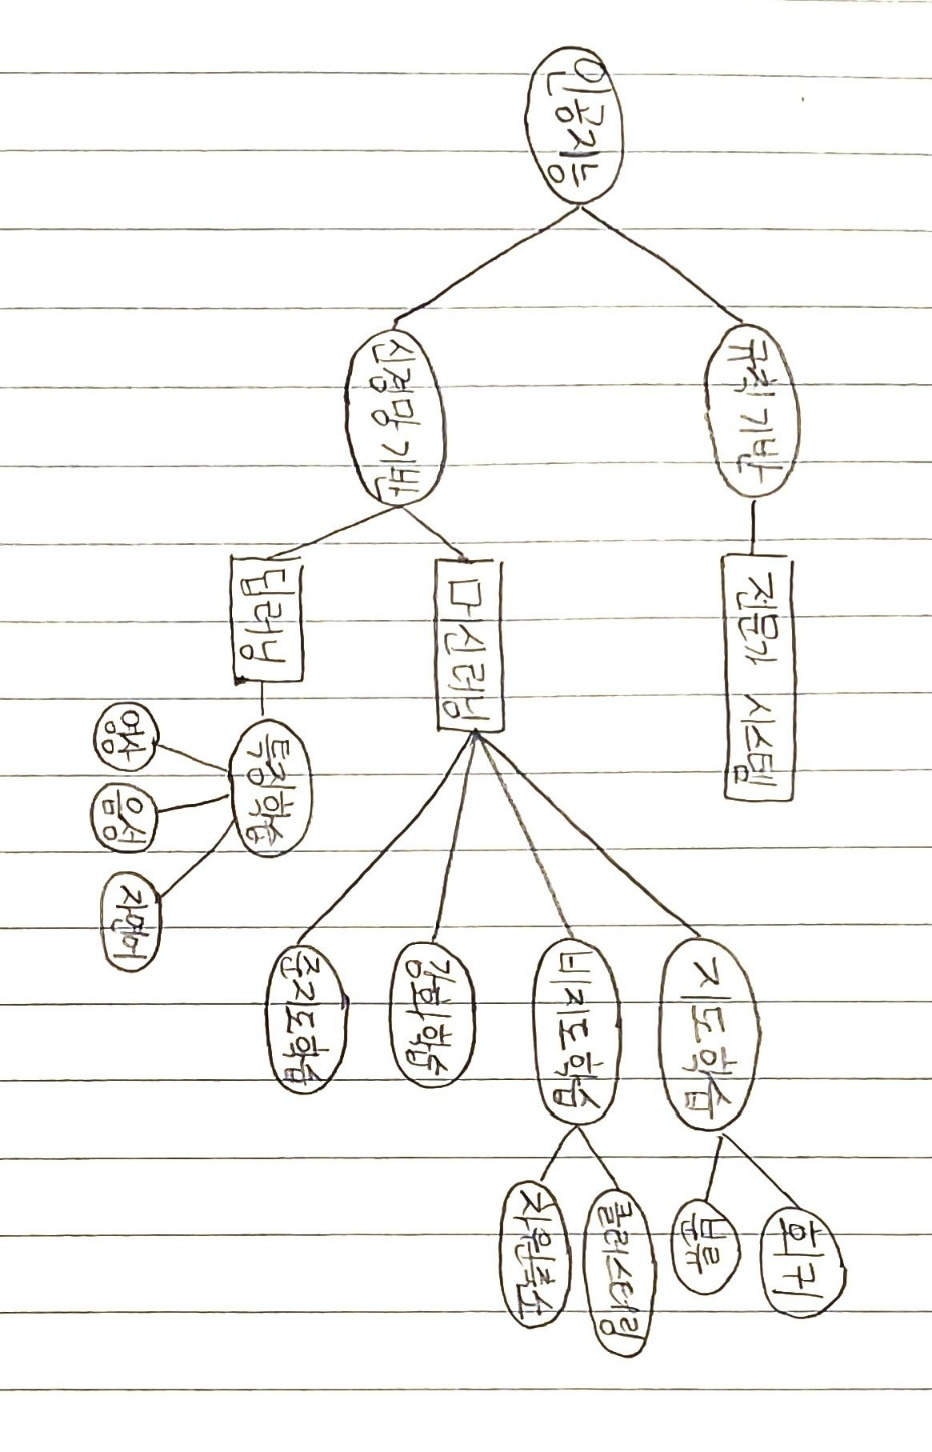 인공지능
규칙기반
신경망기반
전문가 시스템
머신러닝
딥러닝
특징학습
영상
음성
자연어
지도학습
비지도학습
강화학습
준지도학습
회귀
분류
클러스터링
차원축소